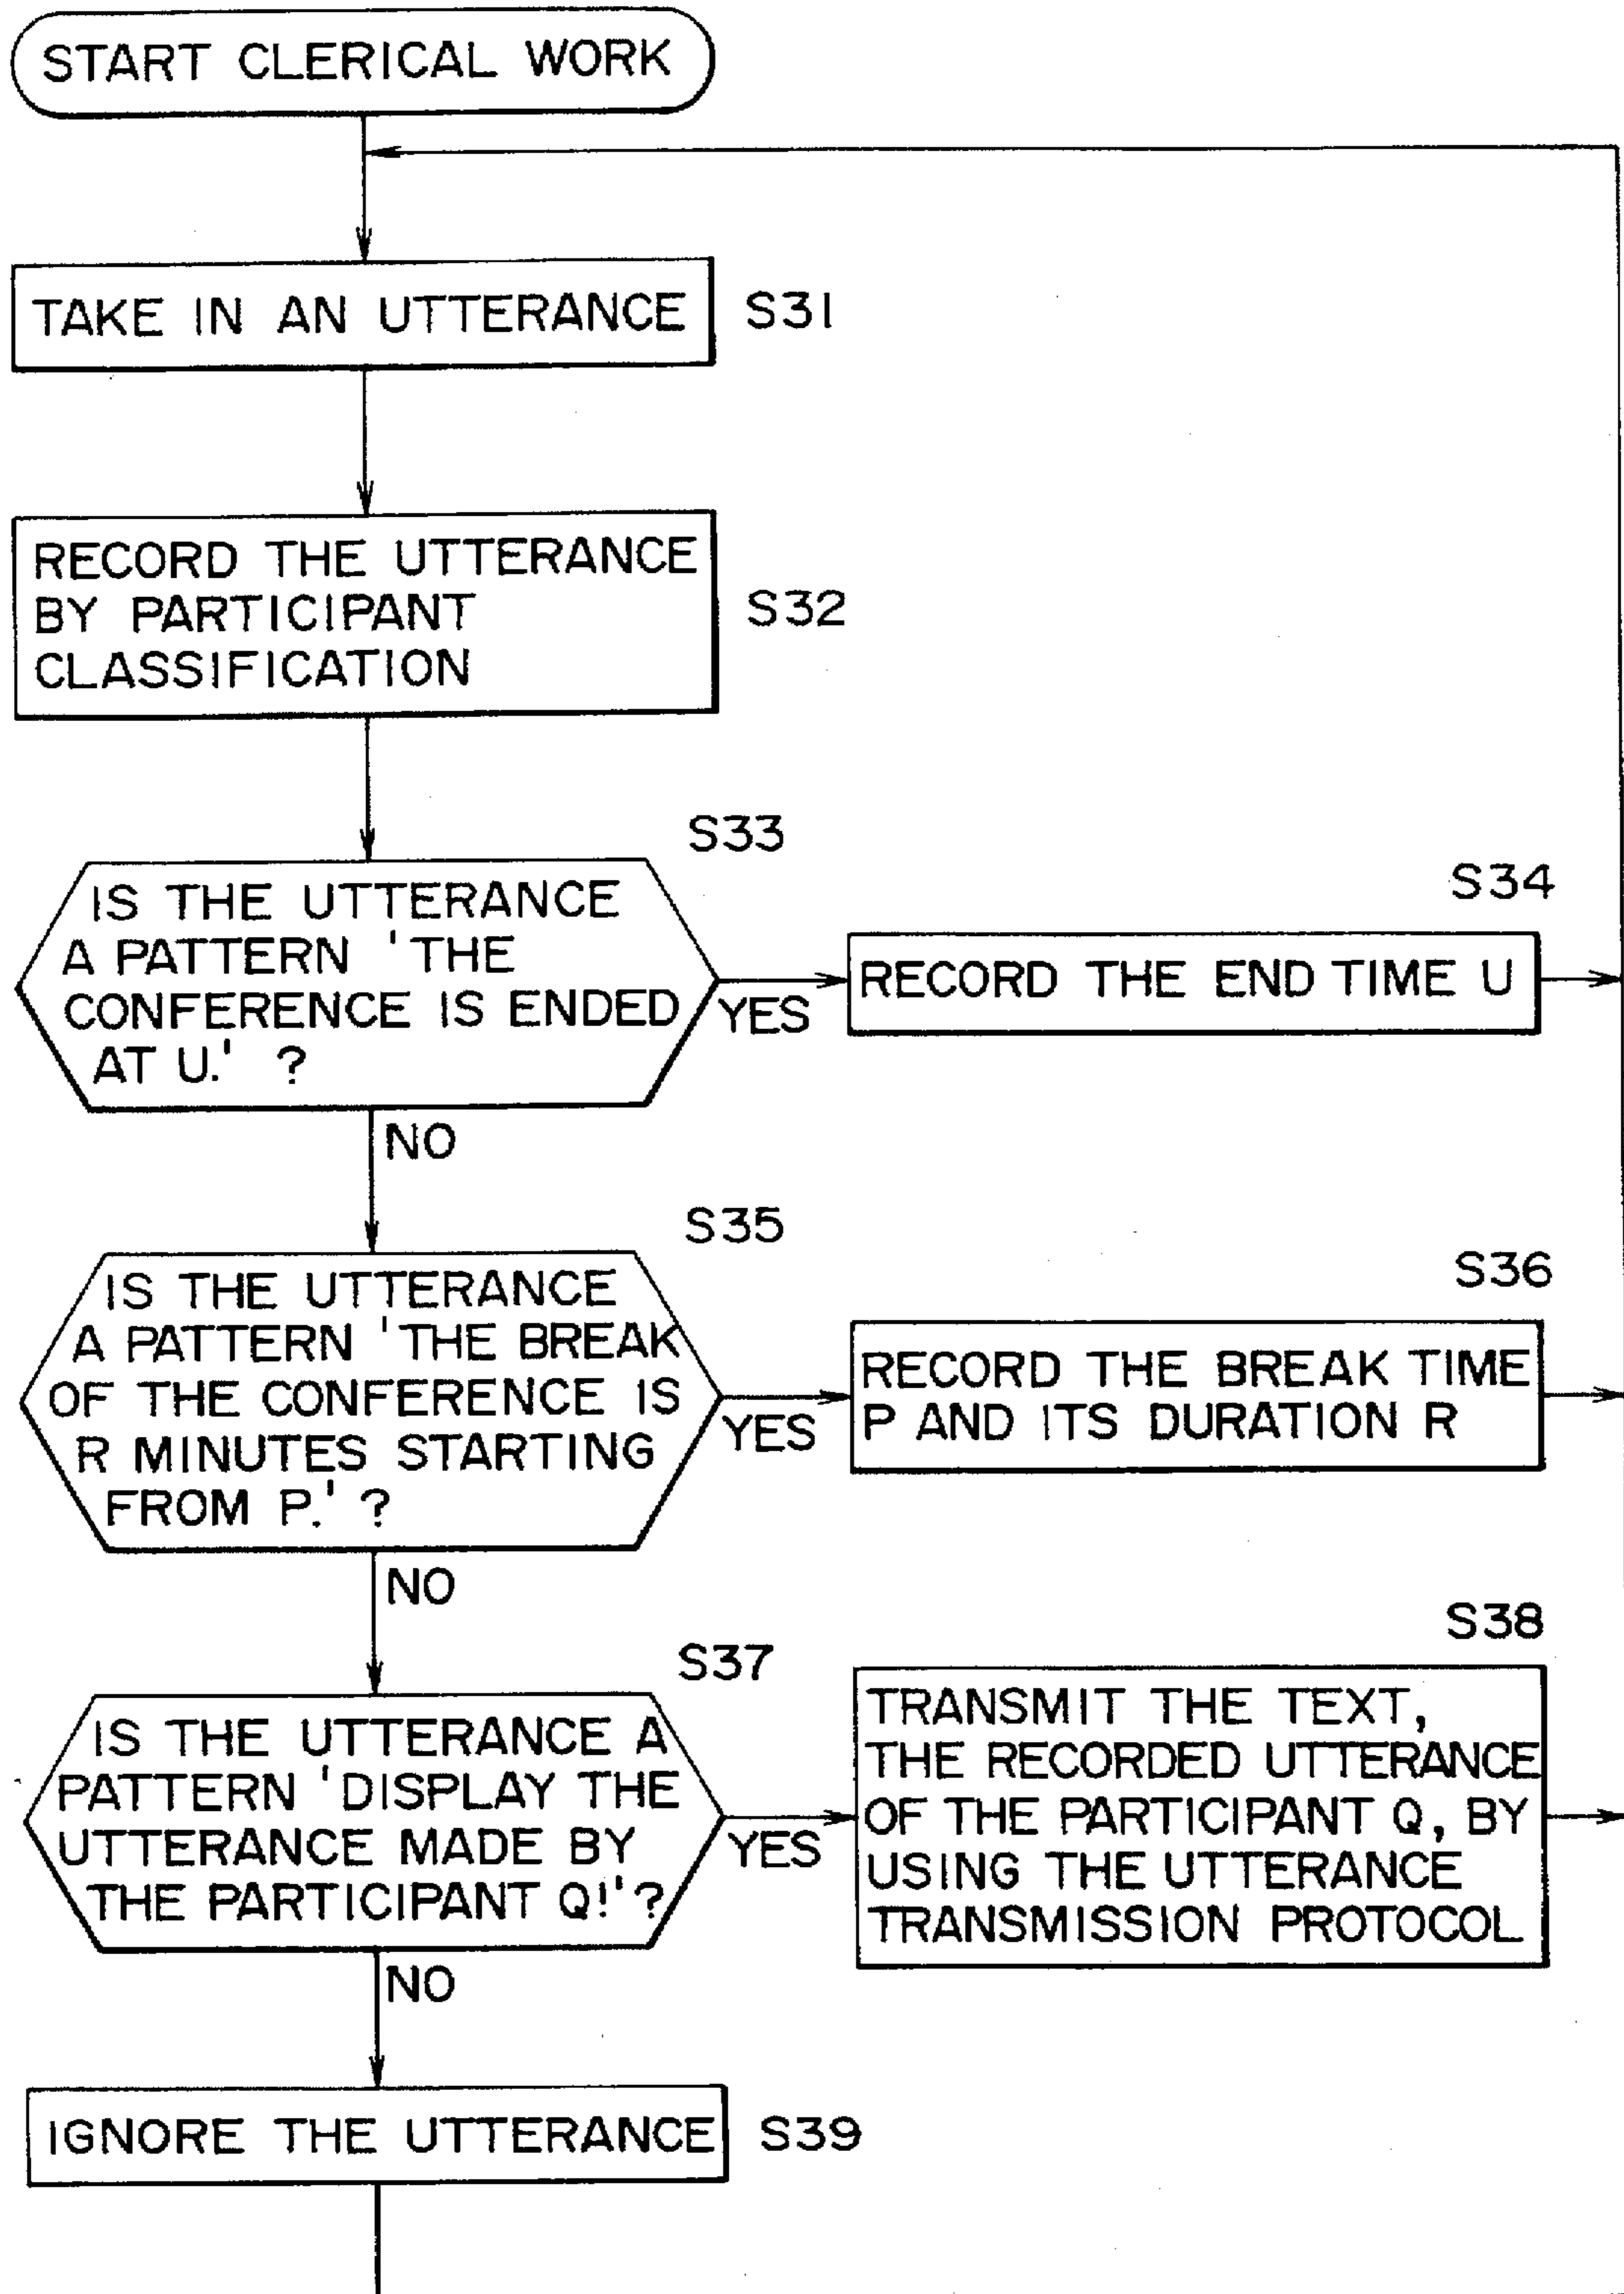 START CLERICAL WORK
TAKE IN AN UTTERANCE
S31
RECORD THE UTTERANCE
BY PARTICIPANT
CLASSIFICATION
S32
S33
IS THE UTTERANCE
A PATTERN 'THE
CONFERENCE IS ENDED
AT U.' ?
YES
S34
RECORD THE END TIME U
NO
S35
IS THE UTTERANCE
A PATTERN 'THE BREAK
OF THE CONFERENCE IS
R MINUTES STARTING
FROM P.' ?
YES
S36
RECORD THE BREAK TIME
P AND ITS DURATION R
NO
S37
IS THE UTTERANCE A
PATTERN 'DISPLAY THE
UTTERANCE MADE BY
THE PARTICIPANT Q!'?
YES
S38
TRANSMIT THE TEXT,
THE RECORDED UTTERANCE
OF THE PARTICIPANT Q, BY
USING THE UTTERANCE
TRANSMISSION PROTOCOL
NO
IGNORE THE UTTERANCE
S39